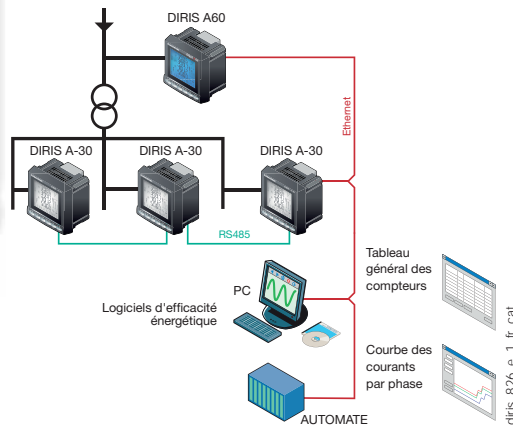 DIRIS A60
Ethernet
DIRIS A-30
DIRIS A-30
DIRIS A-30
RS485
Tableau
général des
compteurs
PC
Logiciels d'efficacité
énergétique
Courbe des
courants
par phase
AUTOMATE
diris_826_e_1_fr_cat